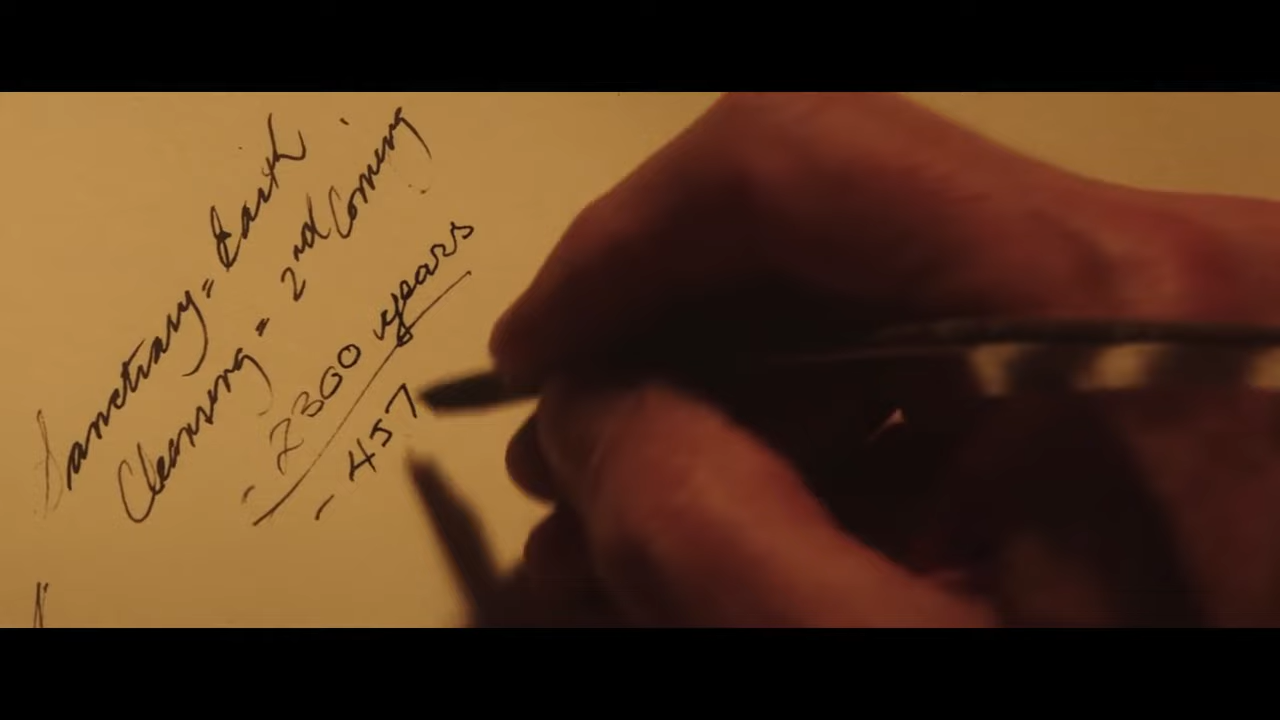 Sanctuary = Earth
Cleansing = 2nd Coming
2300 years
- 457